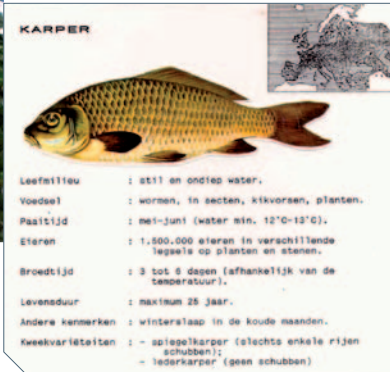 KARPER
Leefmilieu : stil en ondiep water.
Voedsel : wormen, in secten, kikvorsen, planten.
Paaitijd : mei-juni (water min. 12°C-13°C).
Eieren : 1.500.000 eieren in verschillende
legsels op planten en stenen.
Broedtijd : 3 tot 6 dagen (afhankelijk van de
temperatuur).
Levensduur : maximum 25 jaar.
Andere kenmerken : winterslaap in de koude maanden.
Kweekvariëteiten : - spiegelkarper (slechts enkele rijen
schubben);
- lederkarper (geen schubben)